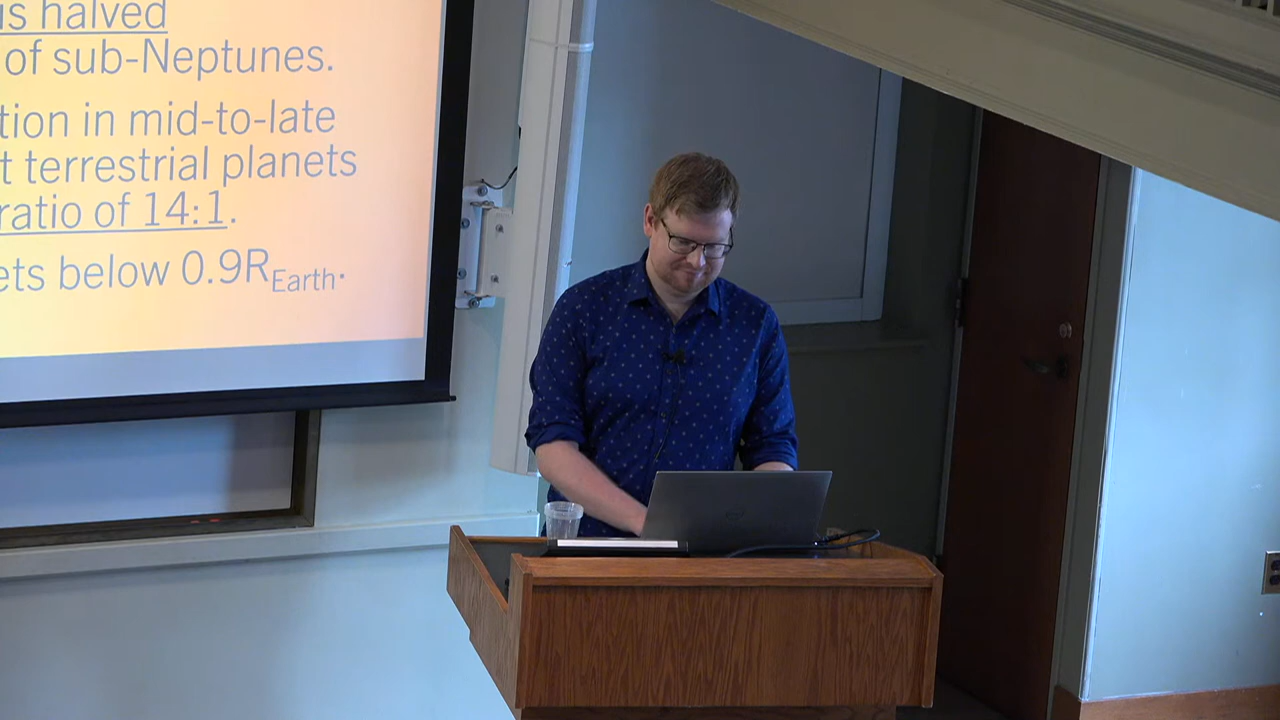 us halved
of sub-Neptunes.
tion in mid-to-late
t terrestrial planets
ratio of 14:1.
ets below 0.9R_Earth.